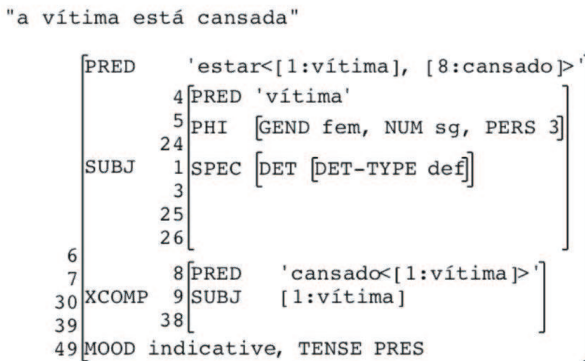 "a vítima está cansada"
PRED 'estar<[1:vítima], [8:cansado]>'
4 PRED 'vítima'
5 PHI [GEND fem, NUM sg, PERS 3]
24
SUBJ 1 SPEC [DET [DET-TYPE def]]
3
25
26
6
7 8 PRED 'cansado<[1:vítima]>'
30 XCOMP 9 SUBJ [1:vítima]
39 38
49 MOOD indicative, TENSE PRES